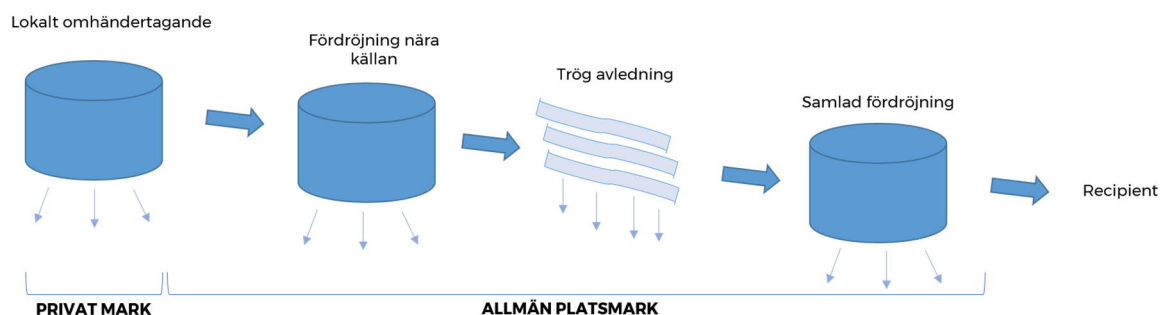 Lokalt omhändertagande
Fördröjning nära
källan
Trög avledning
Samlad fördröjning
Recipient
PRIVAT MARK
ALLMÄN PLATSMARK